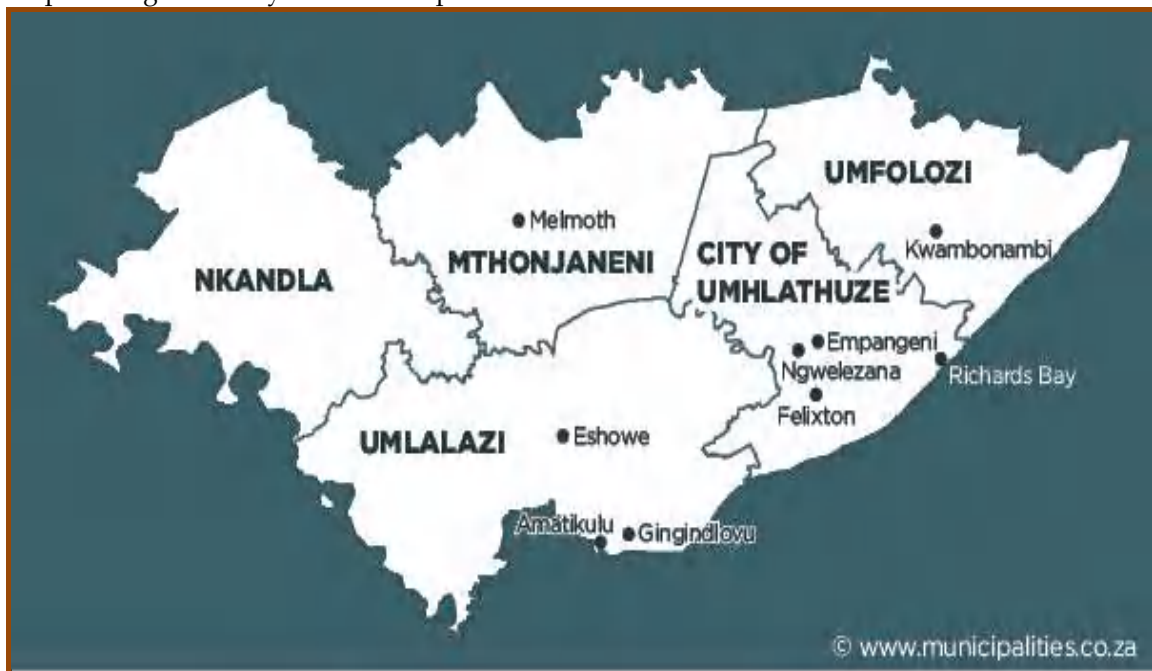 UMFOLOZI
Melmoth
Kwambonambi
MTHONJANENI
CITY OF
UMHLATHUZE
NKANDLA
Empangeni
Ngwelezana
Richards Bay
Felixton
UMLALAZI
Eshowe
Amatikulu
Gingindlovu
© www.municipalities.co.za